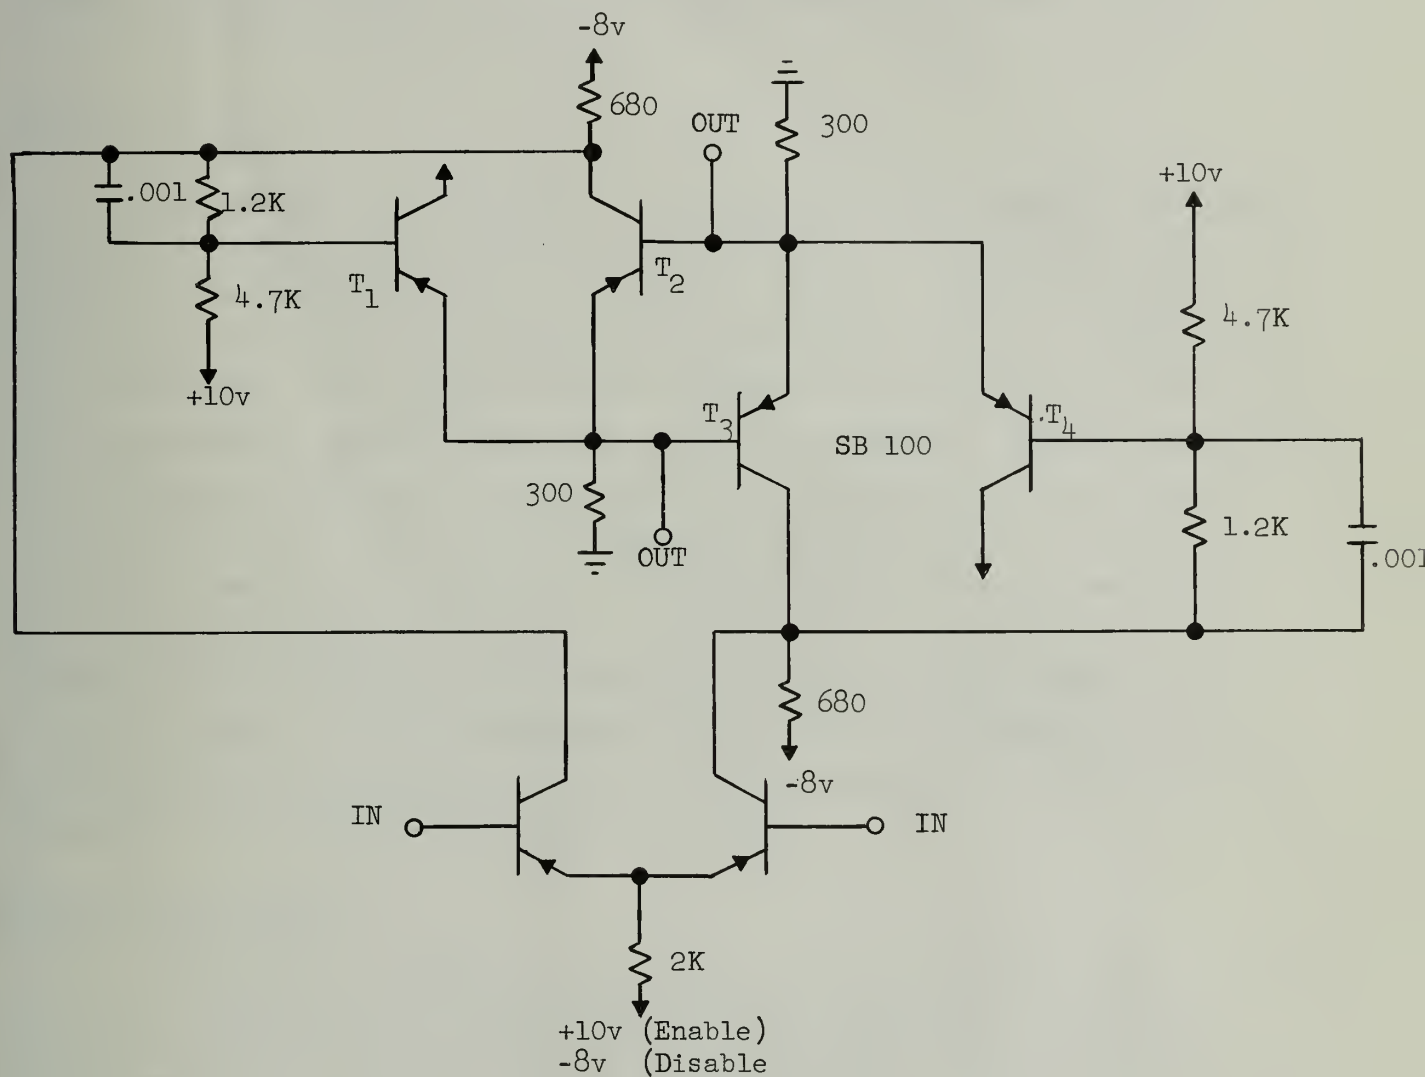 -8v
680
OUT
300
+10v
.001
1.2K
T2
T1
4.7K
4.7K
+10v
T3
SB 100
T4
300
1.2K
OUT
.001
680
-8v
IN
IN
2K
+10v (Enable)
-8v (Disable